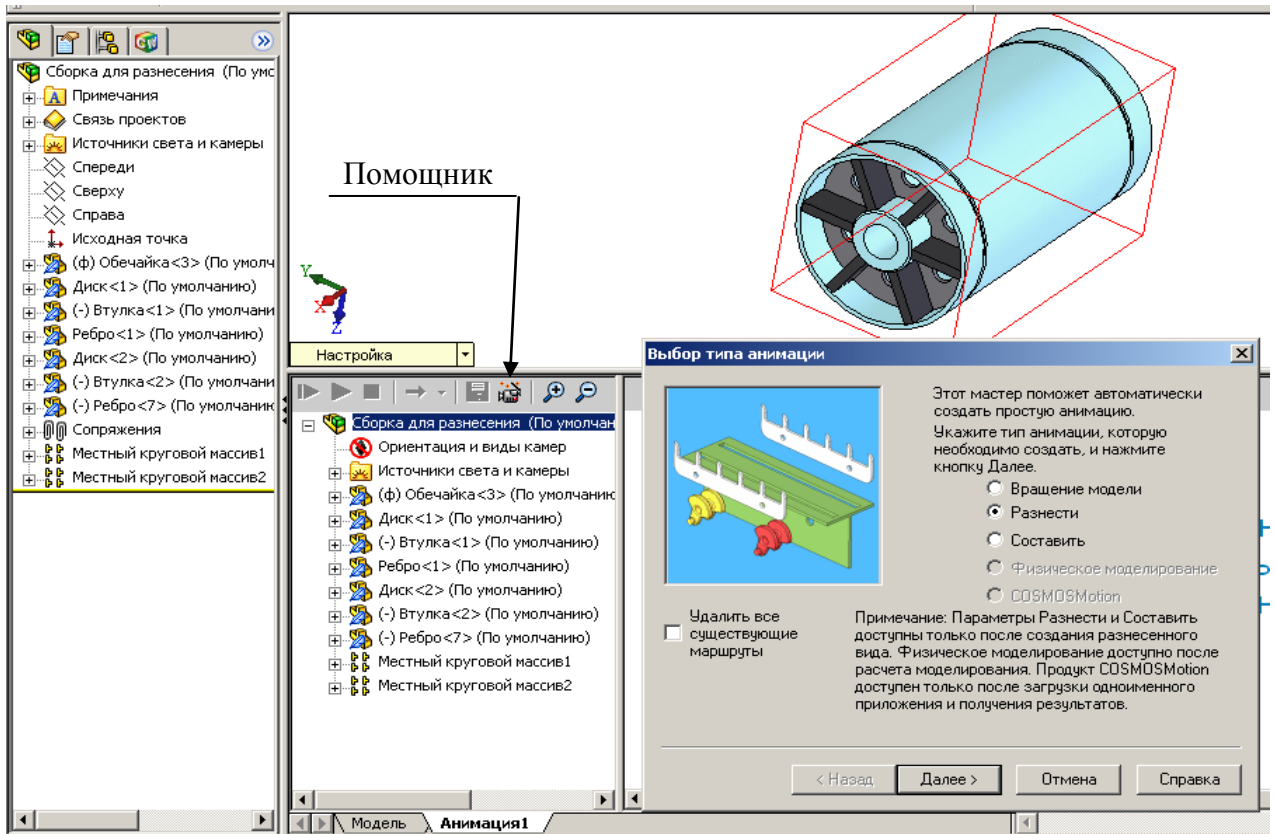 Сборка для разнесения (По умс
Примечания
Связь проектов
Источники света и камеры
Спереди
Сверху
Справа
Исходная точка
(ф) Обечайка<3> (По умолч
Диск<1> (По умолчанию)
(-) Втулка<1> (По умолчани
Ребро<1> (По умолчанию)
Диск<2> (По умолчанию)
(-) Втулка<2> (По умолчани
(-) Ребро<7> (По умолчанию
Сопряжения
Местный круговой массив1
Местный круговой массив2
Помощник
Y
X
Z
Настройка
Сборка для разнесения (По умолчан
Ориентация и виды камер
Источники света и камеры
(ф) Обечайка<3> (По умолчанию
Диск<1> (По умолчанию)
(-) Втулка<1> (По умолчанию)
Ребро<1> (По умолчанию)
Диск<2> (По умолчанию)
(-) Втулка<2> (По умолчанию)
(-) Ребро<7> (По умолчанию)
Местный круговой массив1
Местный круговой массив2
Модель
Анимация1
Выбор типа анимации
Этот мастер поможет автоматически
создать простую анимацию.
Укажите тип анимации, которую
необходимо создать, и нажмите
кнопку Далее.
Вращение модели
Разнести
Составить
Физическое моделирование
COSMOSMotion
Удалить все
существующие
маршруты
Примечание: Параметры Разнести и Составить
доступны только после создания разнесенного
вида. Физическое моделирование доступно после
расчета моделирования. Продукт COSMOSMotion
доступен только после загрузки одноименного
приложения и получения результатов.
< Назад
Далее >
Отмена
Справка